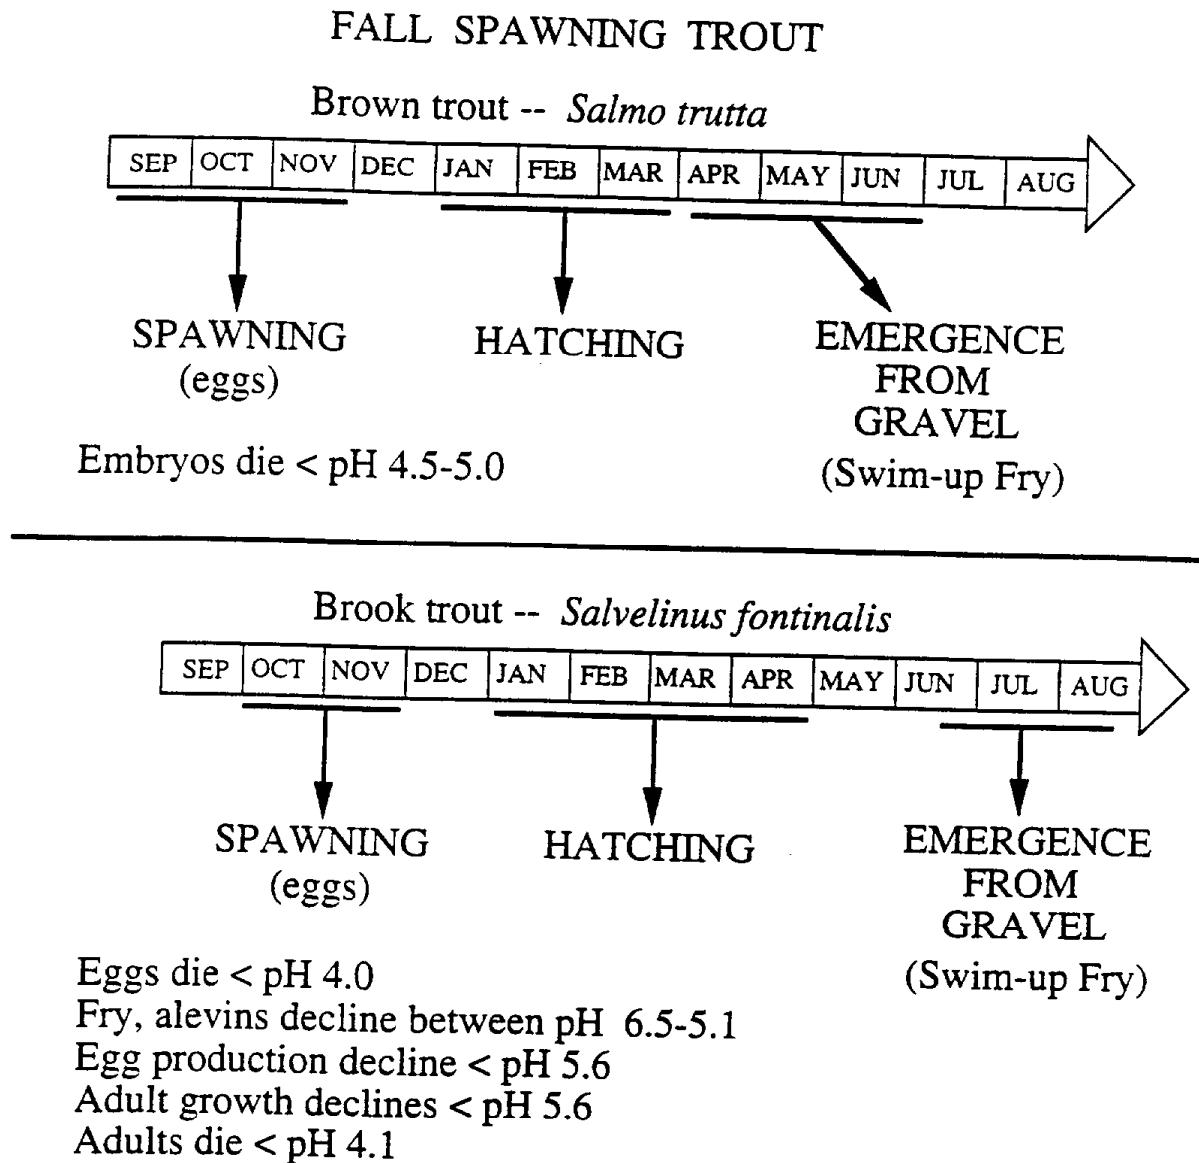 FALL SPAWNING TROUT
Brown trout -- Salmo trutta
SEP OCT NOV DEC JAN FEB MAR APR MAY JUN JUL AUG
SPAWNING HATCHING EMERGENCE
(eggs) FROM
GRAVEL
Embryos die < pH 4.5-5.0 (Swim-up Fry)
Brook trout -- Salvelinus fontinalis
SEP OCT NOV DEC JAN FEB MAR APR MAY JUN JUL AUG
SPAWNING HATCHING EMERGENCE
(eggs) FROM
GRAVEL
Eggs die < pH 4.0 (Swim-up Fry)
Fry, alevins decline between pH 6.5-5.1
Egg production decline < pH 5.6
Adult growth declines < pH 5.6
Adults die < pH 4.1